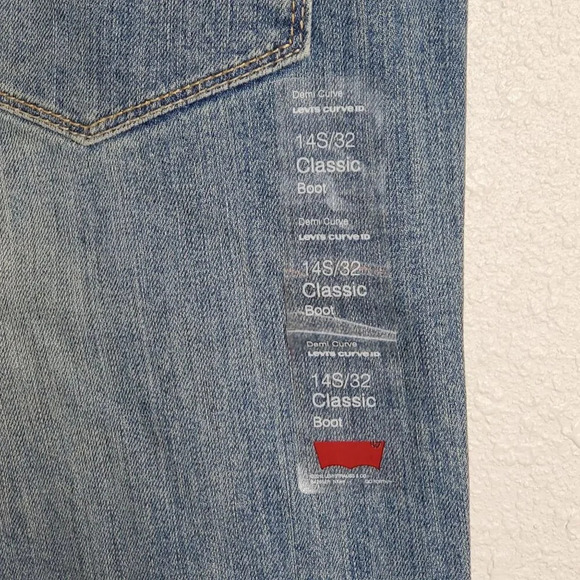 Demi Curve
LEVI'S CURVE ID
14S/32
Classic
Boot
Demi Curve
LEVI'S CURVE ID
14S/32
Classic
Boot
Demi Curve
LEVI'S CURVE ID
14S/32
Classic
Boot